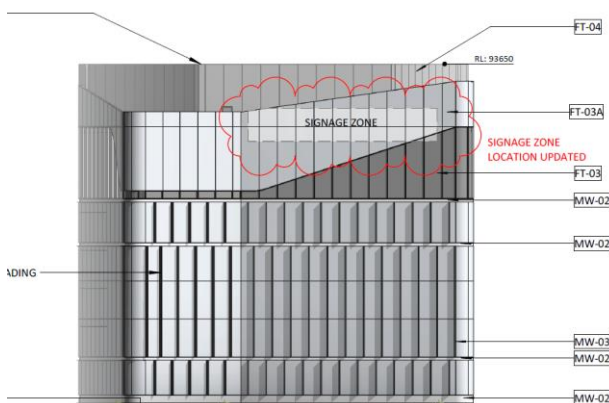 FT-04
RL: 93650
FT-03A
SIGNAGE ZONE
SIGNAGE ZONE
LOCATION UPDATED
FT-03
MW-02
MW-02
ADING
MW-03
MW-02
MW-02